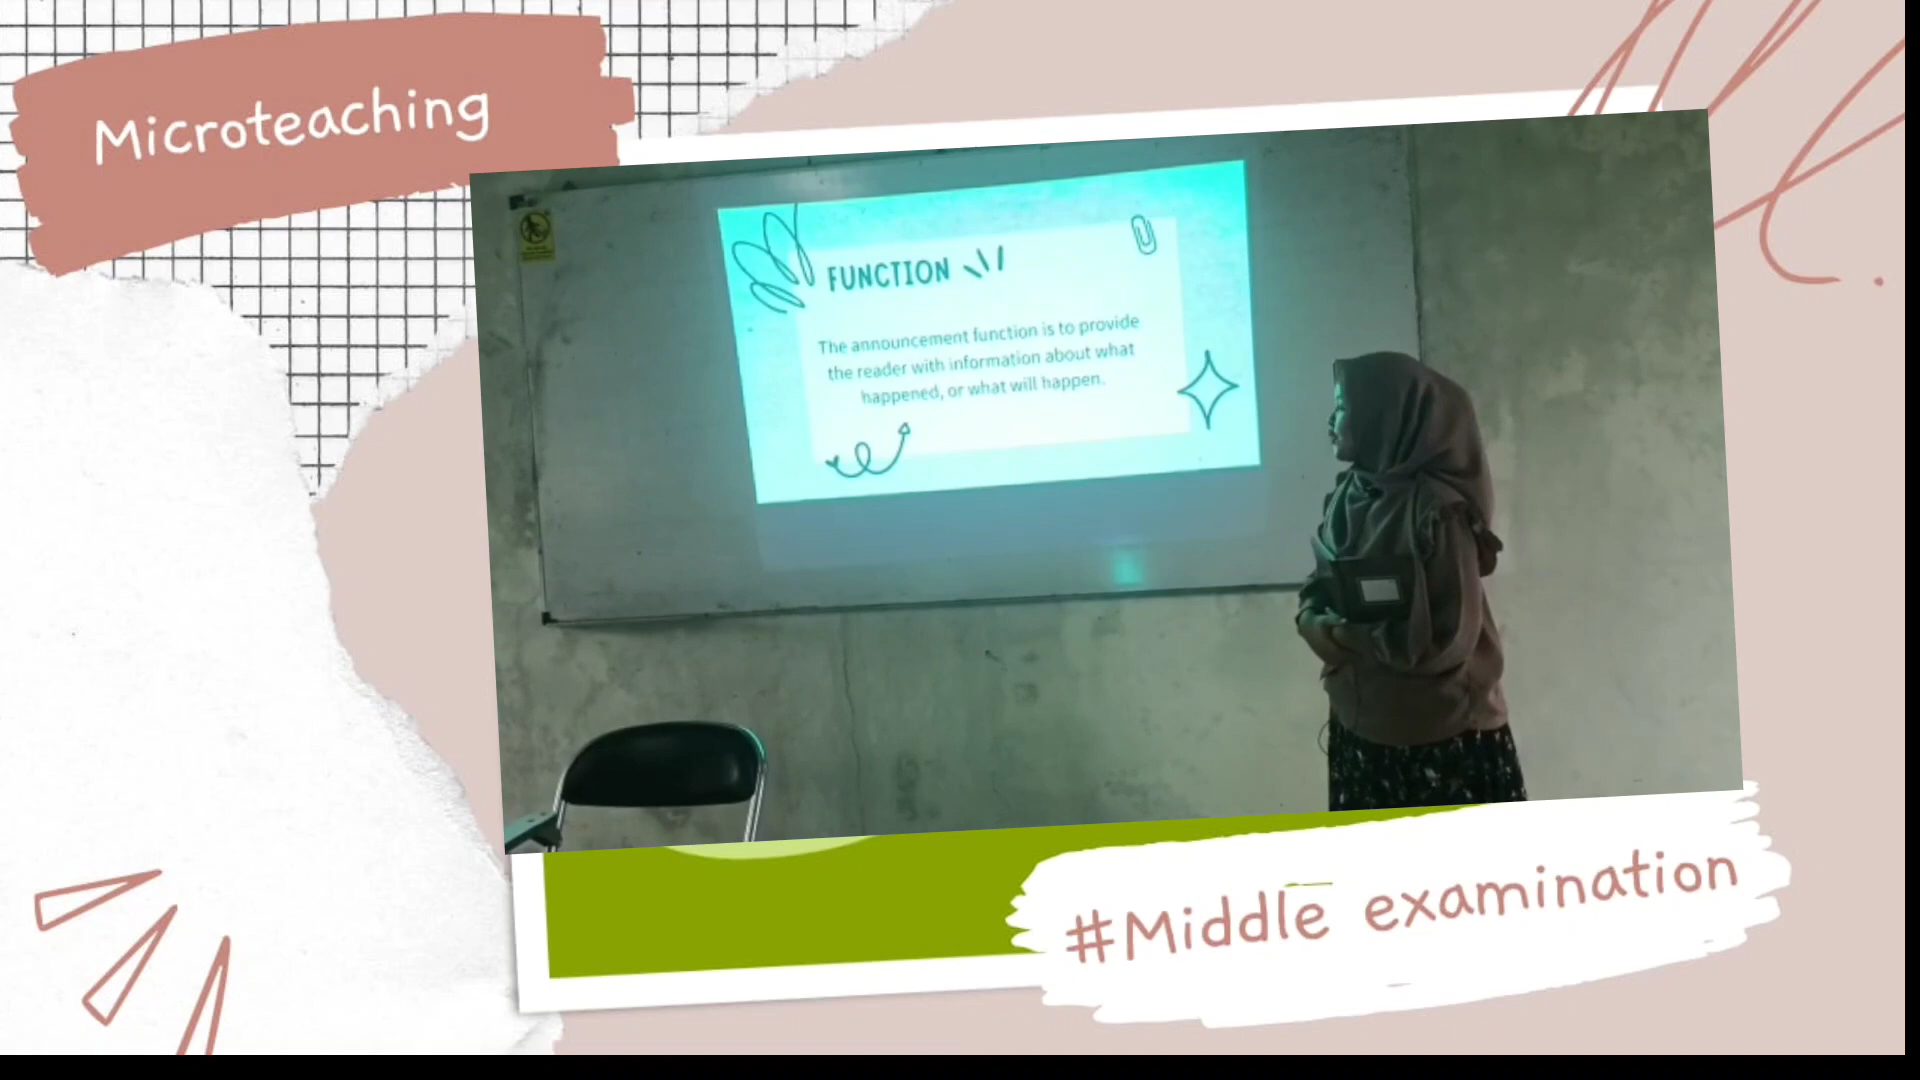 Microteaching
FUNCTION
The announcement function is to provide
the reader with information about what
happened, or what will happen.
#Middle examination